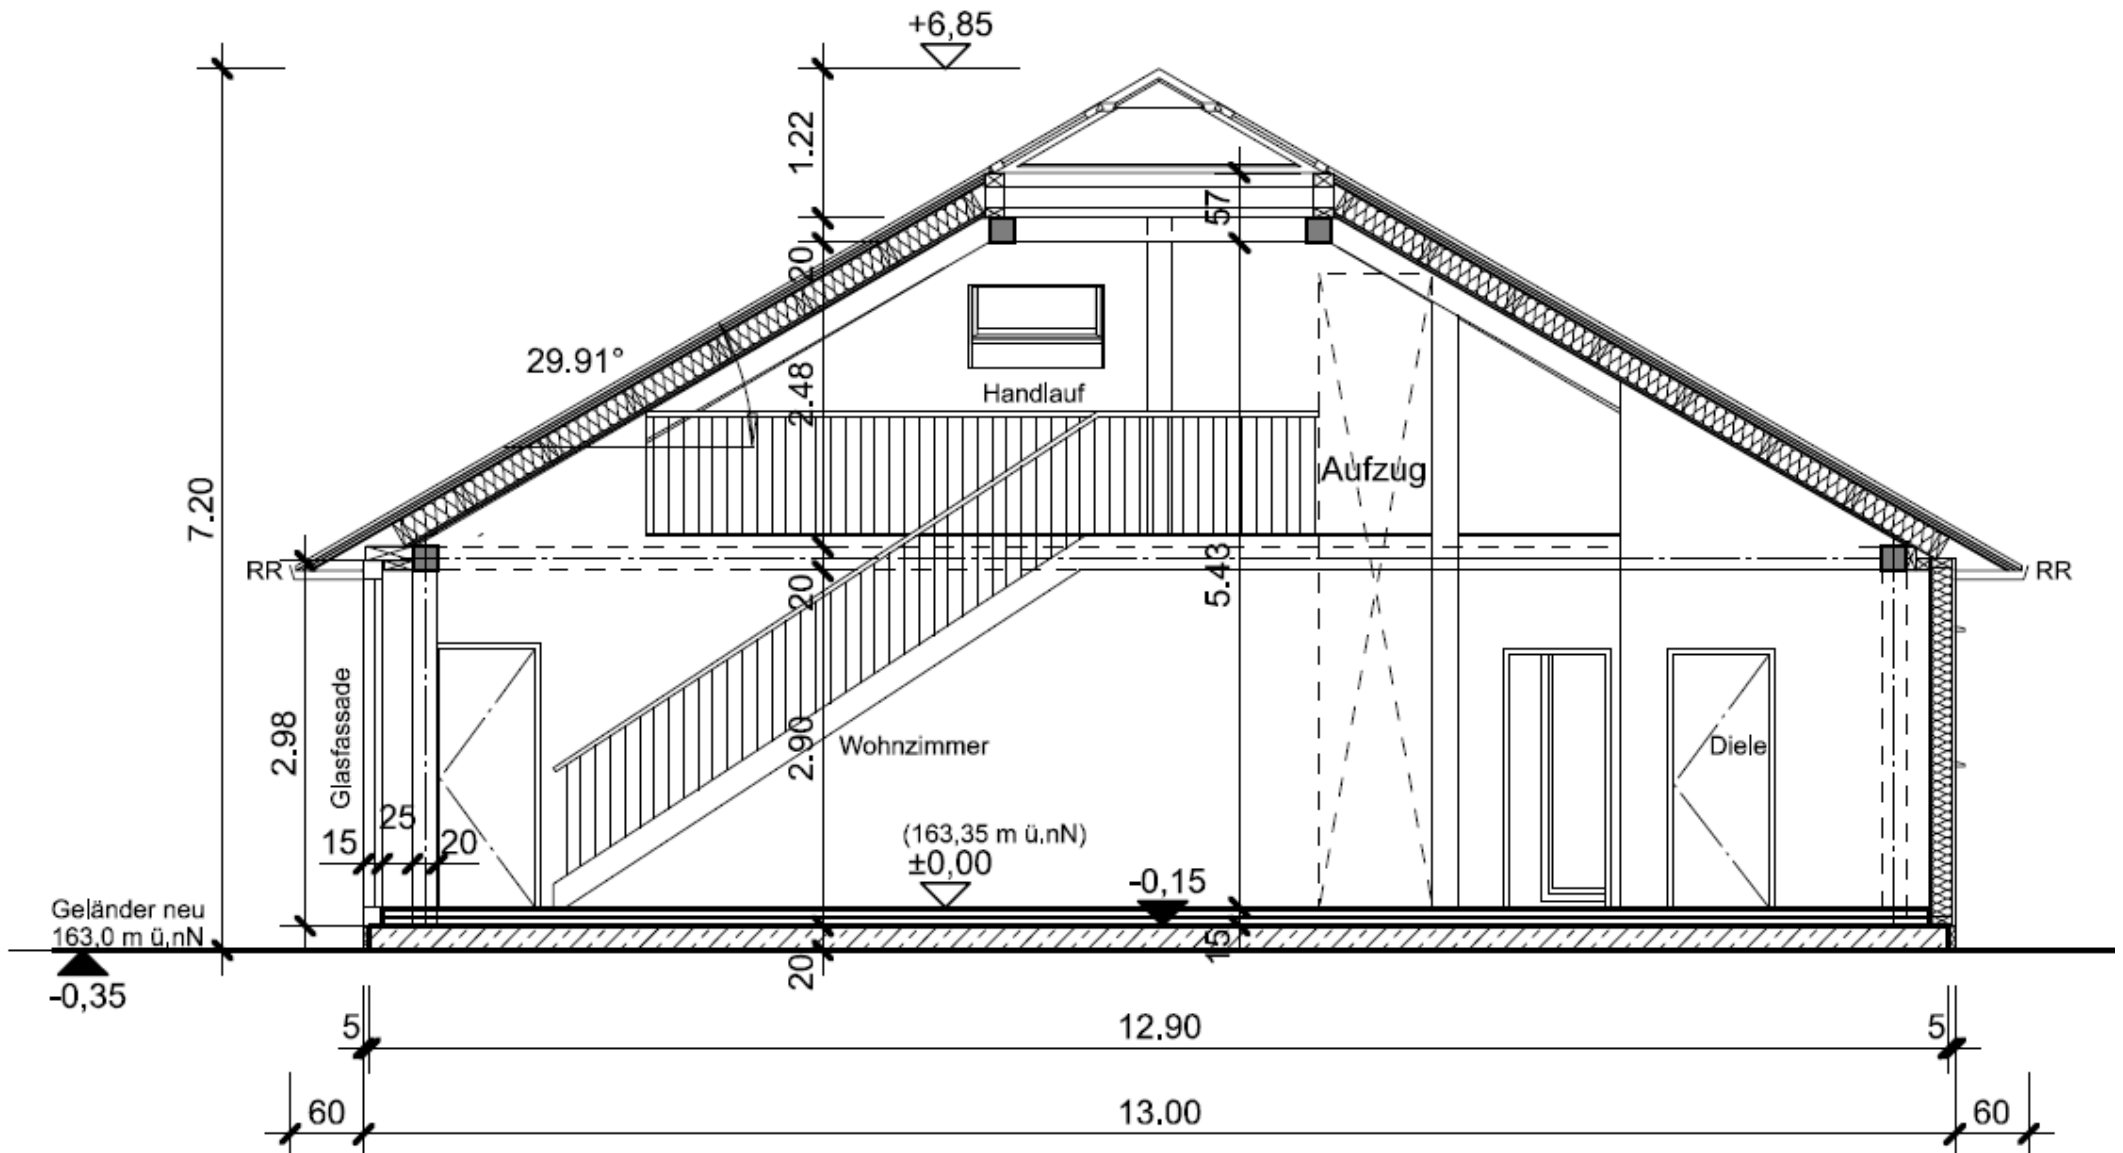 +6,85
1.22
57
20
29.91°
2.48
Handlauf
7.20
Aufzug
RR
RR
5.43
20
2.98
Glasfassade
2.90
Wohnzimmer
Diele
15
25
20
(163,35 m ü.nN)
±0,00
-0,15
Geländer neu
163,0 m ü.nN
-0,35
20
15
5
12.90
5
60
13.00
60